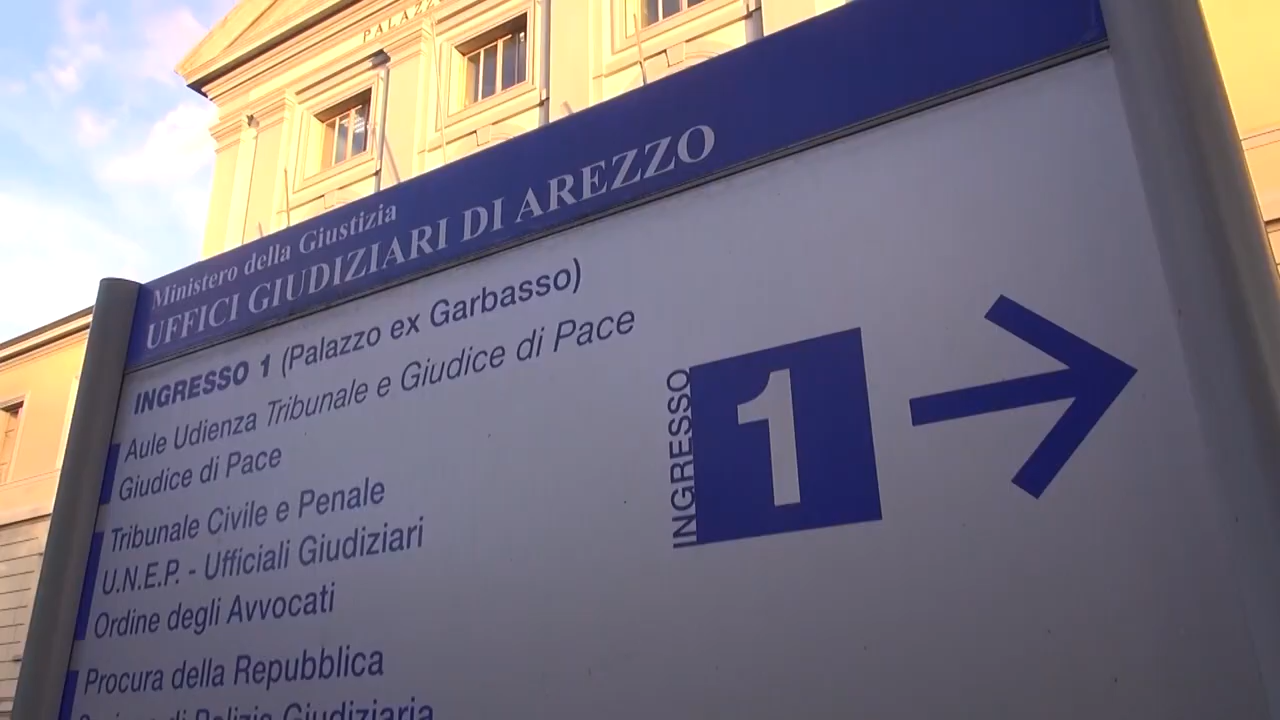 PALAZZO
Ministero della Giustizia
UFFICI GIUDIZIARI DI AREZZO
INGRESSO 1 (Palazzo ex Garbasso)
Aule Udienza Tribunale e Giudice di Pace
Giudice di Pace
Tribunale Civile e Penale
U.N.E.P. - Ufficiali Giudiziari
Ordine degli Avvocati
Procura della Repubblica
di Polizia Giudiziaria
INGRESSO
1